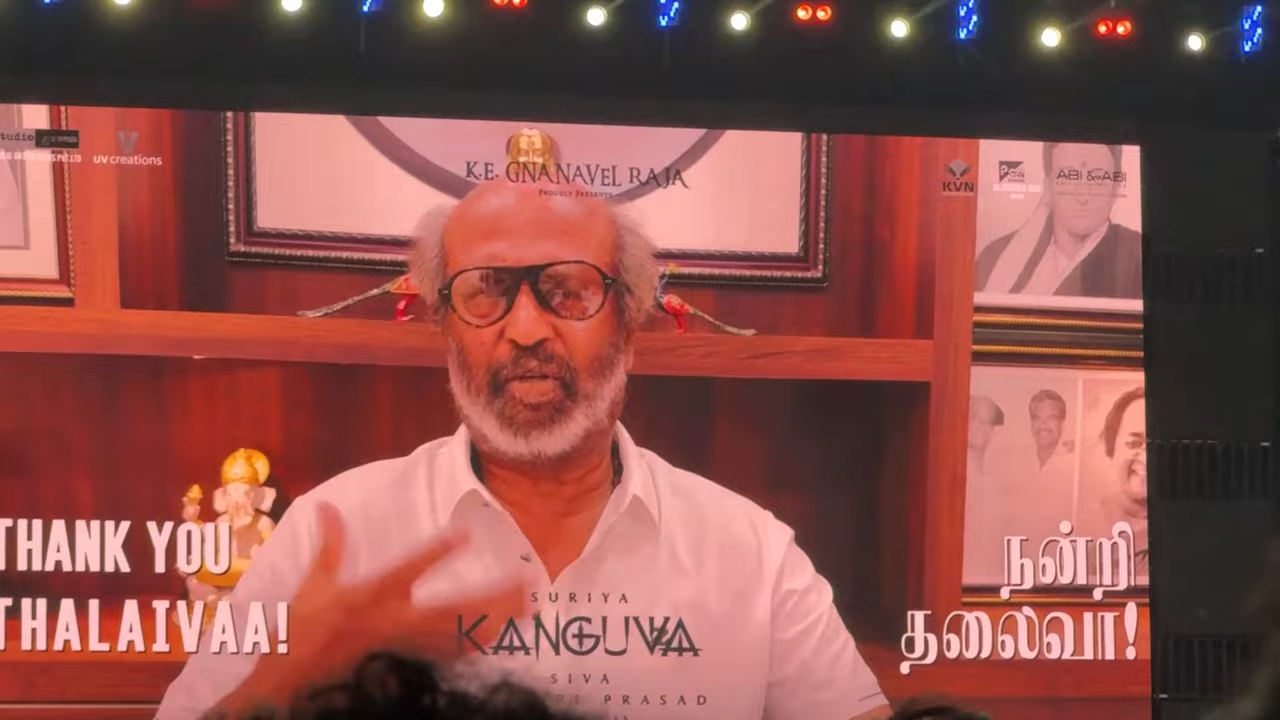 UV creations
K.E. GNANAVEL RAJA
PROUDLY PRESENTS
KVN
ABI & ABI
THANK YOU
THALAIVAA!
நன்றி
தலைவா!
SURIYA
KANGUVA
SIVA
PRASAD